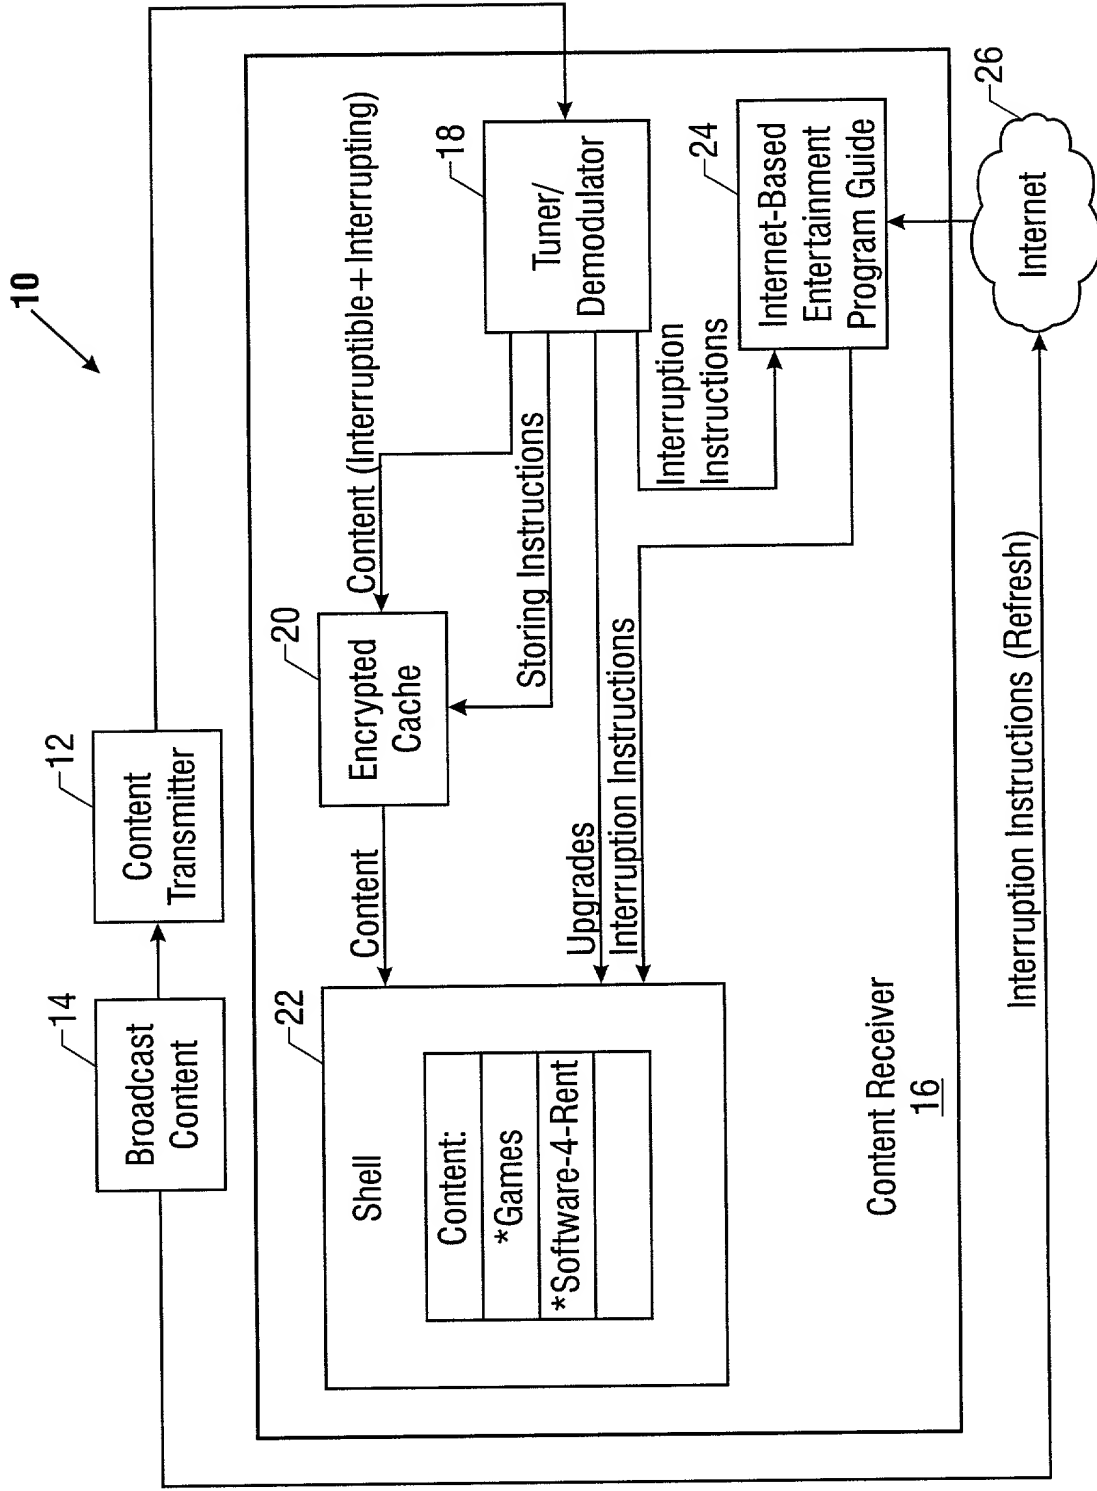 10
14
Broadcast
Content
12
Content
Transmitter
22
Shell
Content:
*Games
*Software-4-Rent
Content
20
Encrypted
Cache
Content (Interruptible+Interrupting)
Storing Instructions
Upgrades
Interruption Instructions
18
Tuner/
Demodulator
Interruption
Instructions
24
Internet-Based
Entertainment
Program Guide
Content Receiver
16
Interruption Instructions (Refresh)
26
Internet